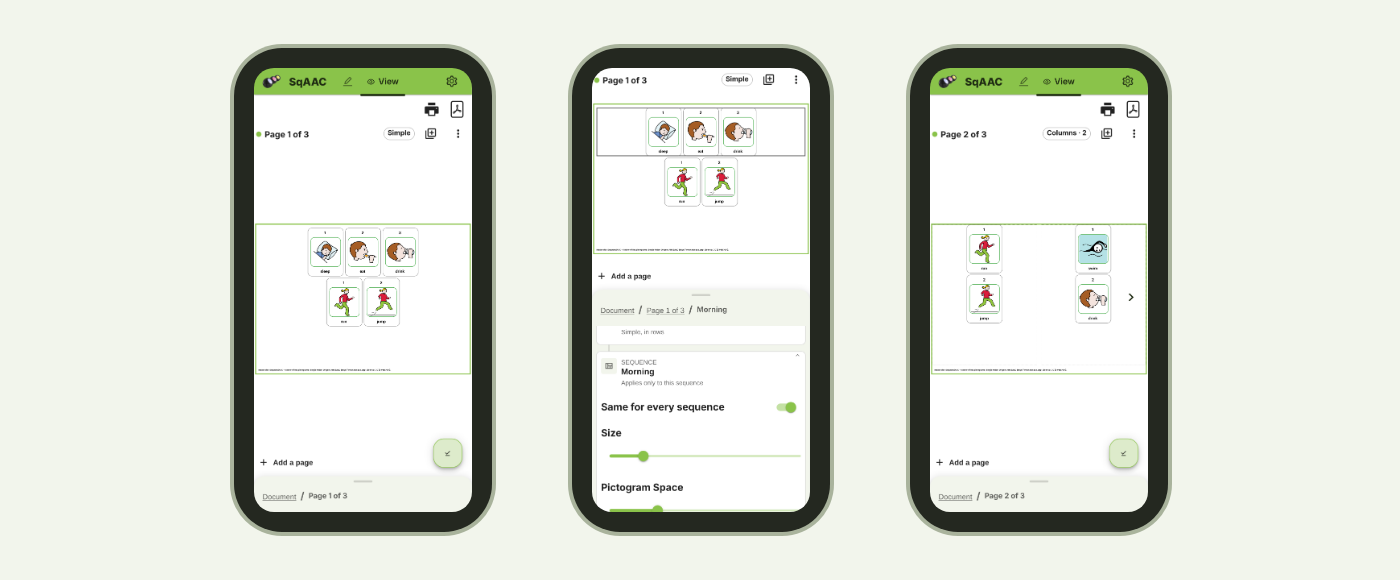 SqAAC
View
Page 1 of 3
Simple
1 2 3
sleep eat drink
1 2
run jump
Add a page
Document / Page 1 of 3
Page 1 of 3
Simple
1 2 3
sleep eat drink
1 2
run jump
Add a page
Document / Page 1 of 3 / Morning
Simple, in rows
SEQUENCE
Morning
Applies only to this sequence
Same for every sequence
Size
Pictogram Space
SqAAC
View
Page 2 of 3
Columns · 2
run
2 2
jump drink
Add a page
Document / Page 2 of 3